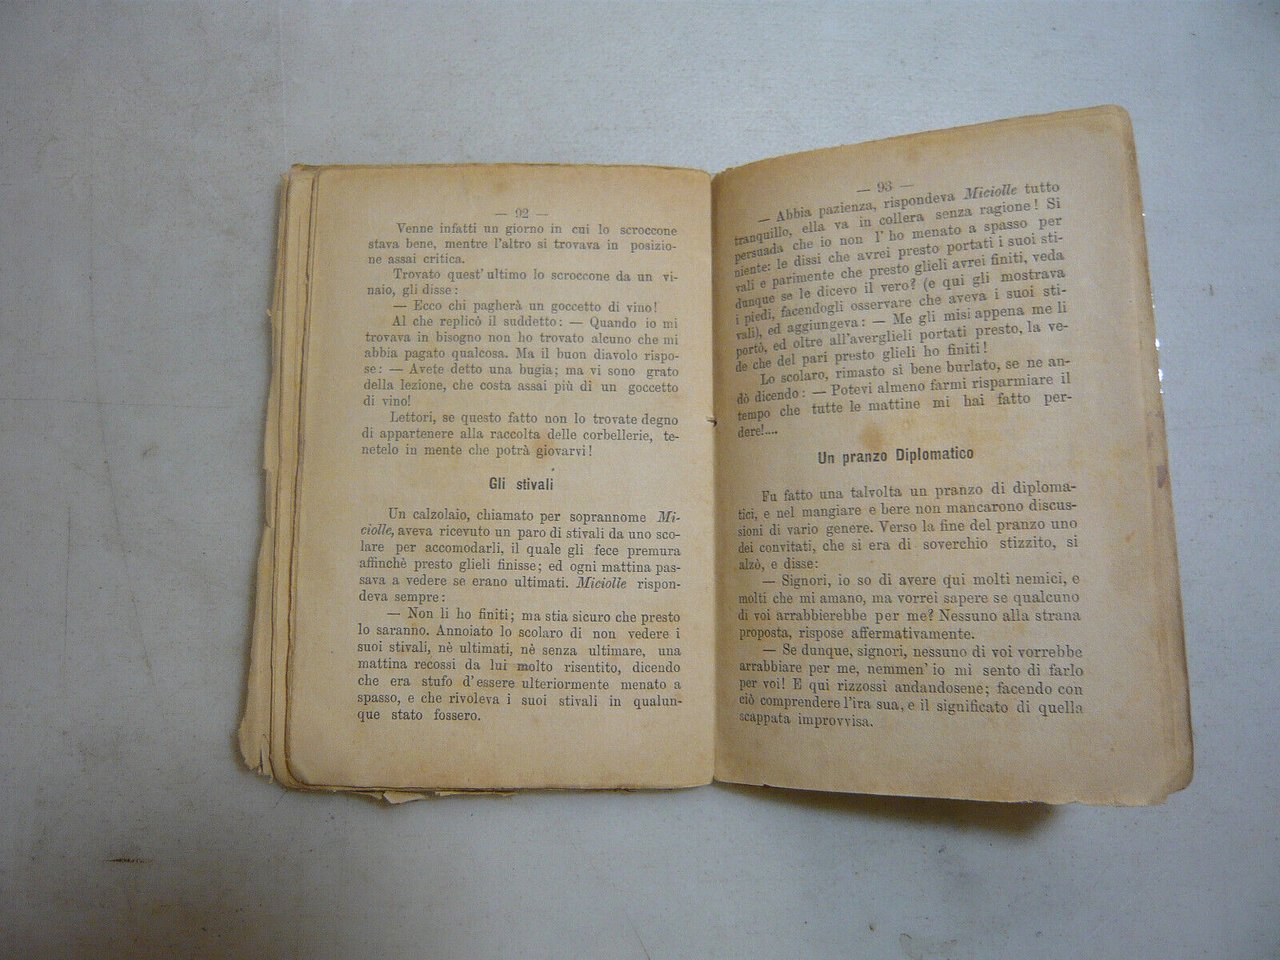 — 92 —
Venne infatti un giorno in cui lo scroccone
stava bene, mentre l'altro si trovava in posizio-
ne assai critica.
Trovato quest' ultimo lo scroccone da un vi-
naio, gli disse:
— Ecco chi pagherà un goccetto di vino!
Al che replicò il suddetto: — Quando io mi
trovava in bisogno non ho trovato alcuno che mi
abbia pagato qualcosa. Ma il buon diavolo rispo-
se: — Avete detto una bugia; ma vi sono grato
della lezione, che costa assai più di un goccetto
di vino!
Lettori, se questo fatto non lo trovate degno
di appartenere alla raccolta delle corbellerie, te-
netelo in mente che potrà giovarvi!
Gli stivali
Un calzolaio, chiamato per soprannome Mi-
ciolle, aveva ricevuto un paro di stivali da uno sco-
lare per accomodarli, il quale gli fece premura
affinchè presto glieli finisse; ed ogni mattina pas-
sava a vedere se erano ultimati. Miciolle rispon-
deva sempre:
— Non li ho finiti; ma stia sicuro che presto
lo saranno. Annoiato lo scolaro di non vedere i
suoi stivali, nè ultimati, nè senza ultimare, una
mattina recossi da lui molto risentito, dicendo
che era stufo d'essere ulteriormente menato a
spasso, e che rivoleva i suoi stivali in qualun-
que stato fossero.
— 93 —
— Abbia pazienza, rispondeva Miciolle tutto
tranquillo, ella va in collera senza ragione! Si
persuada che io non l' ho menato a spasso per
niente: le dissi che avrei presto portati i suoi sti-
vali e parimente che presto glieli avrei finiti, veda
dunque se le dicevo il vero? (e qui gli mostrava
i piedi, facendogli osservare che aveva i suoi sti-
vali), ed aggiungeva: — Me gli misi appena me li
portò, ed oltre all'averglieli portati presto, la ve-
de che del pari presto glieli ho finiti!
Lo scolaro, rimasto sì bene burlato, se ne an-
dò dicendo: — Potevi almeno farmi risparmiare il
tempo che tutte le mattine mi hai fatto per-
dere!....
Un pranzo Diplomatico
Fu fatto una talvolta un pranzo di diploma-
tici, e nel mangiare e bere non mancarono discus-
sioni di vario genere. Verso la fine del pranzo uno
dei convitati, che si era di soverchio stizzito, si
alzò, e disse:
— Signori, io so di avere qui molti nemici, e
molti che mi amano, ma vorrei sapere se qualcuno
di voi arrabbierebbe per me? Nessuno alla strana
proposta, rispose affermativamente.
— Se dunque, signori, nessuno di voi vorrebbe
arrabbiare per me, nemmen' io mi sento di farlo
per voi! E qui rizzossi andandosene; facendo con
ciò comprendere l'ira sua, e il significato di quella
scappata improvvisa.